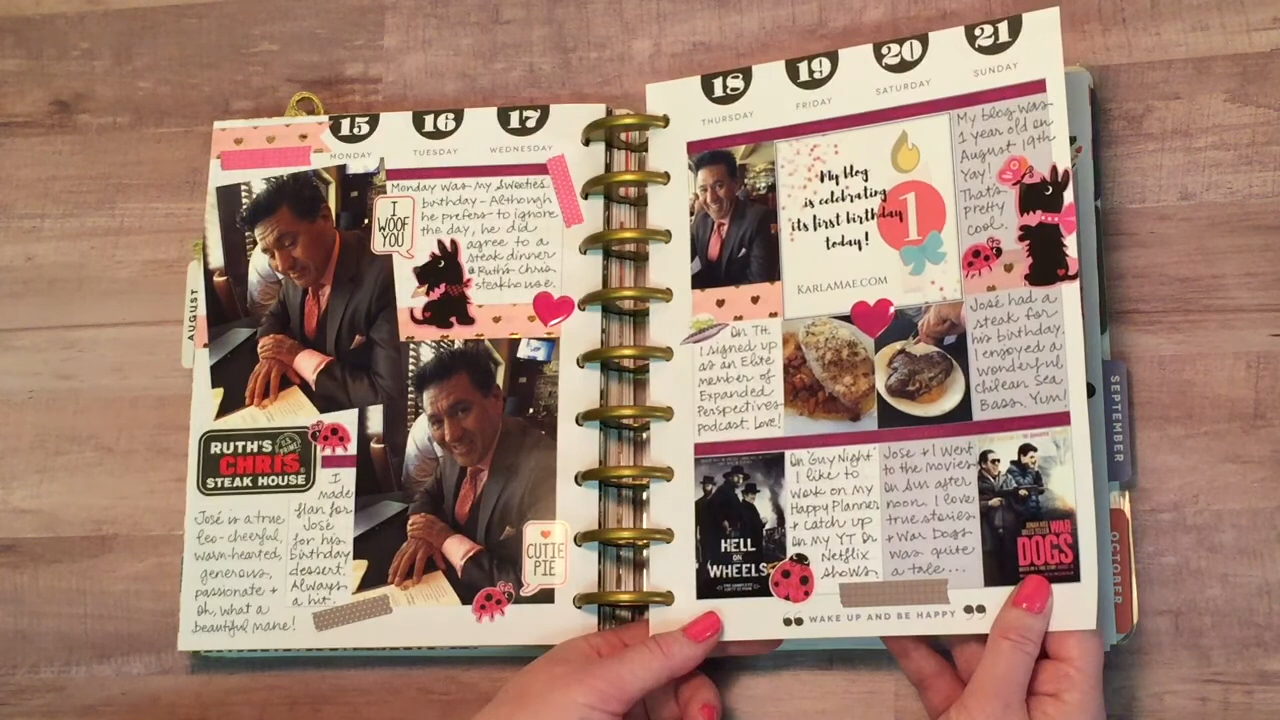 AUGUST
15
MONDAY
16
TUESDAY
17
WEDNESDAY
Monday was my sweeties
birthday - Although
he prefers to ignore
the day, he did
agree to a
steak dinner
@ Ruth's Chris
steakhouse.
I
WOOF
YOU
RUTH'S
U.S.
PRIME
CHRIS
STEAK HOUSE
José is a true
Leo - cheerful,
warm-hearted,
generous,
passionate +
oh, what a
beautiful mane!
I
made
flan for
José
for his
birthday
dessert.
Always
a hit.
CUTIE
PIE
18
THURSDAY
19
FRIDAY
20
SATURDAY
21
SUNDAY
My blog
is celebrating
its first birthday
today!
1
KARLAMAE.COM
My blog was
1 year old on
August 19th
Yay!
That's
pretty
cool.
On TH.
I signed up
as an Elite
member of
Expanded
Perspectives
podcast. Love!
José had a
steak for
his birthday.
I enjoyed a
wonderful
Chilean Sea
Bass. Yum!
HELL
ON
WHEELS
On 'Guy Night'
I like to
work on my
Happy Planner
+ catch up
on my YT or
Netflix
shows.
Jose + I went
to the movies
on Sun after
noon. I love
true stories
+ War Dogs
was quite
a tale...
JONAH HILL
MILES TELLER
WAR
DOGS
“ WAKE UP AND BE HAPPY ”
SEPTEMBER
OCTOBER